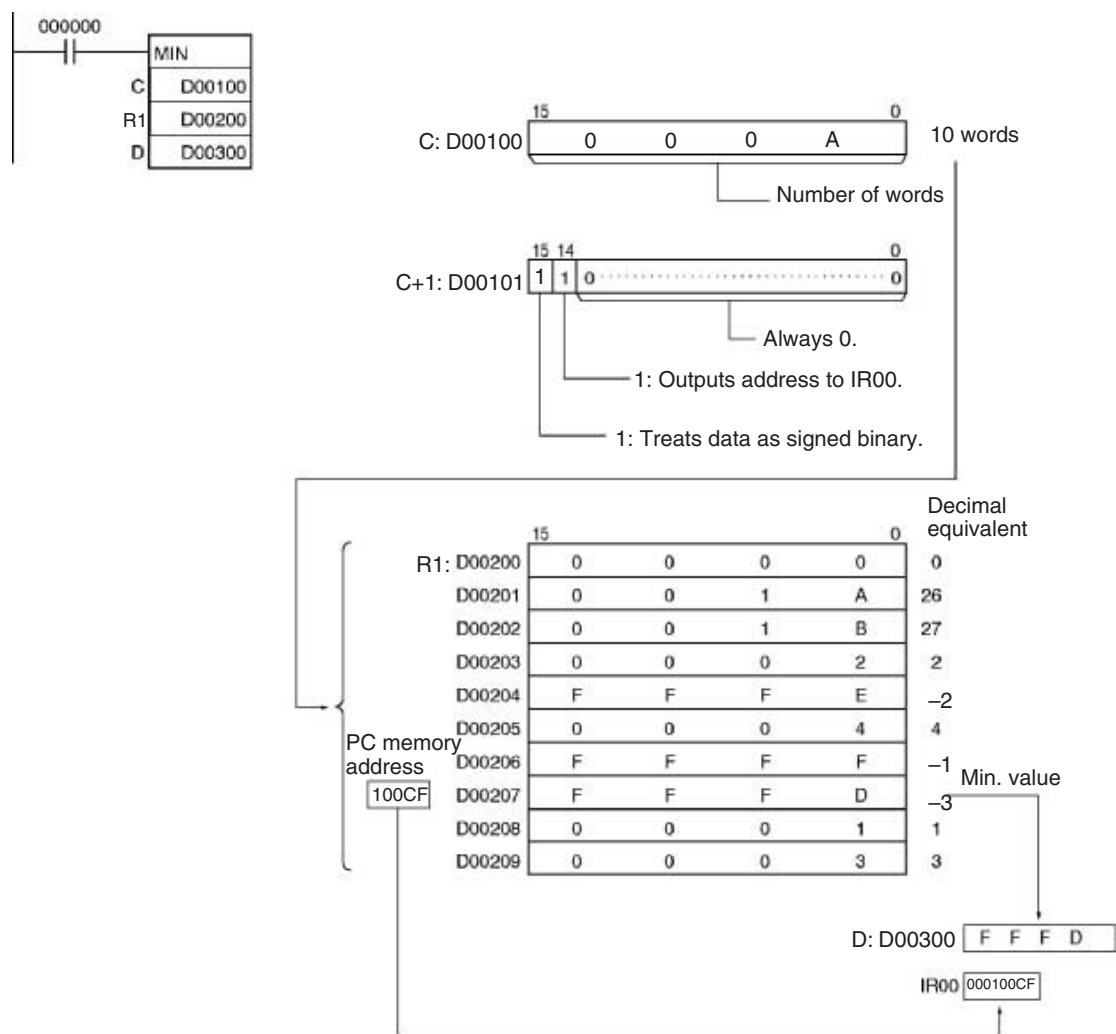 000000
MIN
C D00100
R1 D00200
D D00300
15 0
C: D00100 0 0 0 A 10 words
Number of words
15 14 0
C+1: D00101 1 1 0 0
Always 0.
1: Outputs address to IR00.
1: Treats data as signed binary.
Decimal
equivalent
15 0
R1: D00200 0 0 0 0 0
D00201 0 0 1 A 26
D00202 0 0 1 B 27
D00203 0 0 0 2 2
D00204 F F F E –2
D00205 0 0 0 4 4
PC memory
address
D00206 F F F F –1
Min. value
100CF D00207 F F F D –3
D00208 0 0 0 1 1
D00209 0 0 0 3 3
D: D00300 F F F D
IR00 000100CF